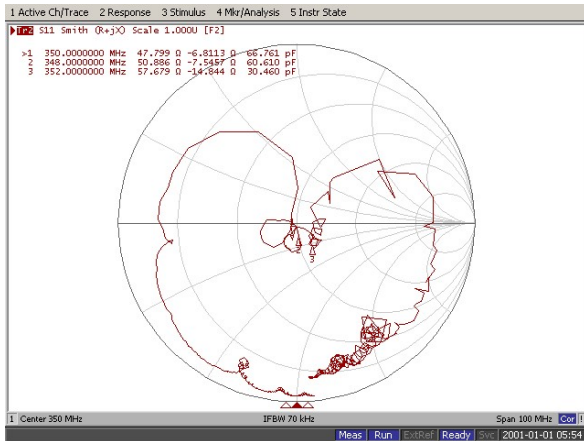 1 Active Ch/Trace 2 Response 3 Stimulus 4 Mkr/Analysis 5 Instr State
Tr2 S11 Smith (R+jX) Scale 1.000U [F2]
>1 350.0000000 MHz 47.799 Ω -6.8113 Ω 66.761 pF
2 348.0000000 MHz 50.886 Ω -7.5457 Ω 60.610 pF
3 352.0000000 MHz 57.679 Ω -14.844 Ω 30.460 pF
3
1 Center 350 MHz IFBW 70 kHz Span 100 MHz Cor !
Meas Run ExtRef Ready Svc 2001-01-01 05:54